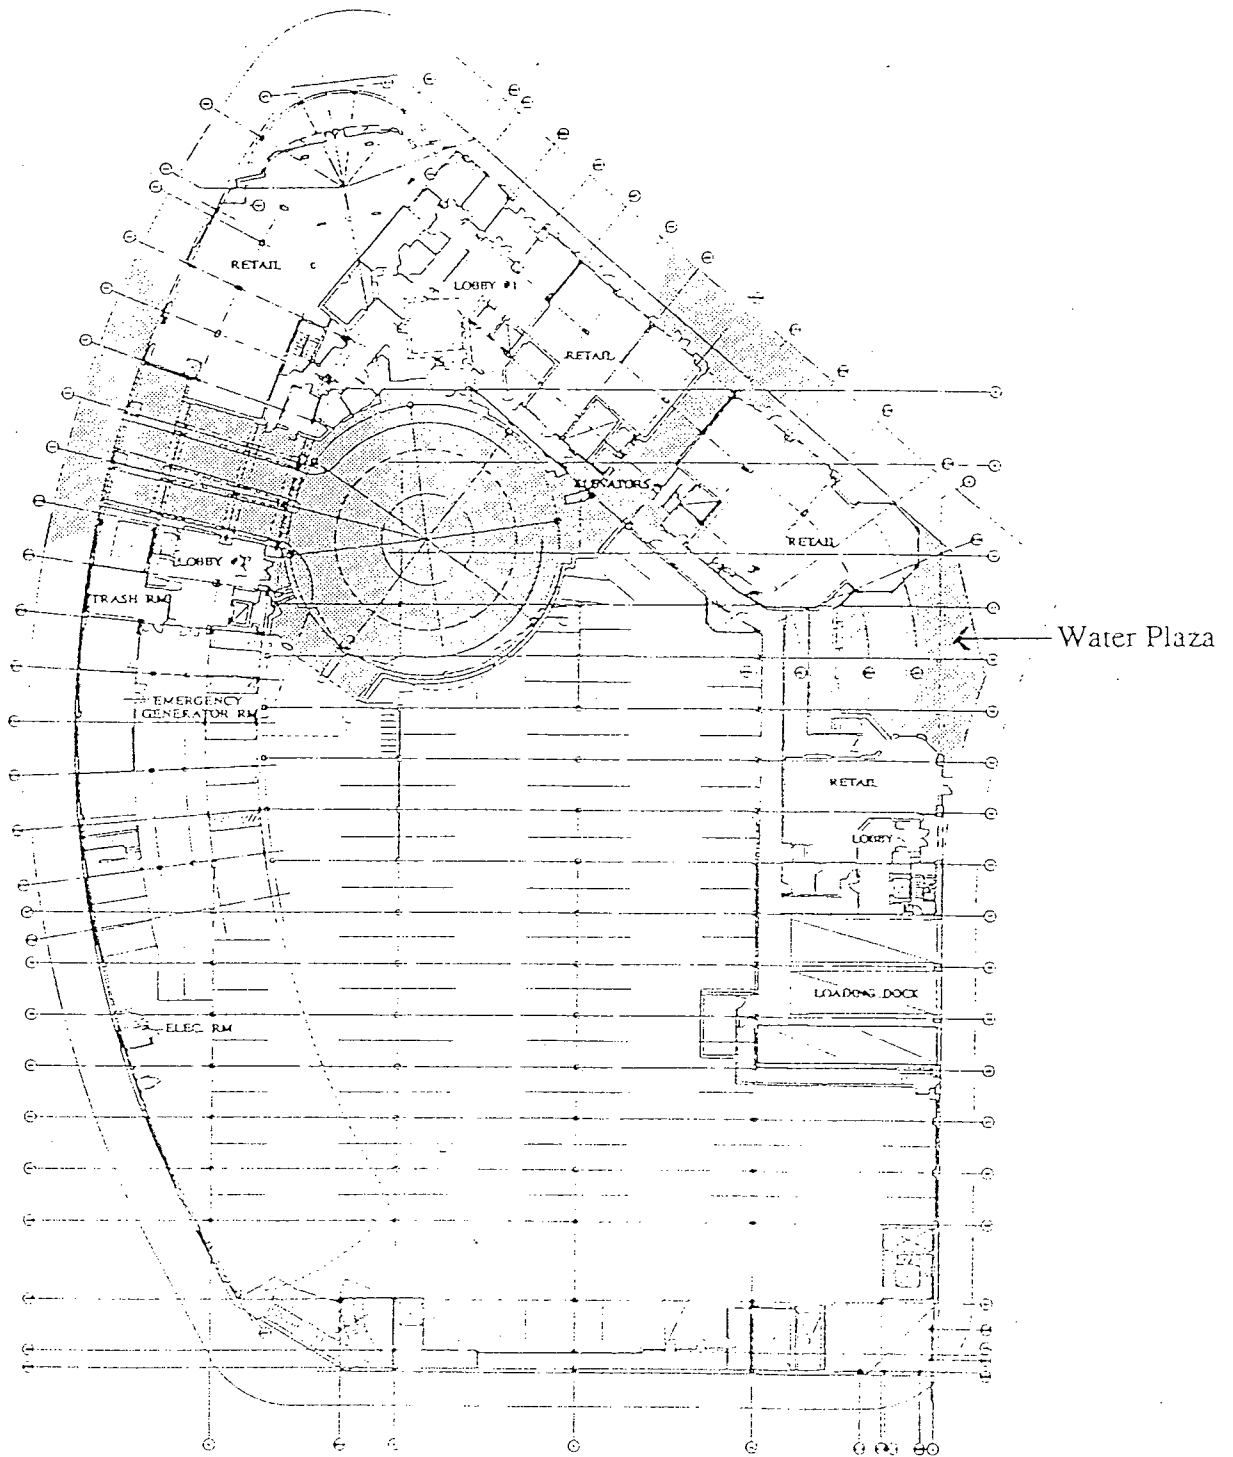 RETAIL
LOBBY #1
RETAIL
ELEVATORS
RETAIL
LOBBY #2
TRASH RM
Water Plaza
EMERGENCY
GENERATOR RM
RETAIL
LOBBY
LOADING DOCK
ELEC. RM